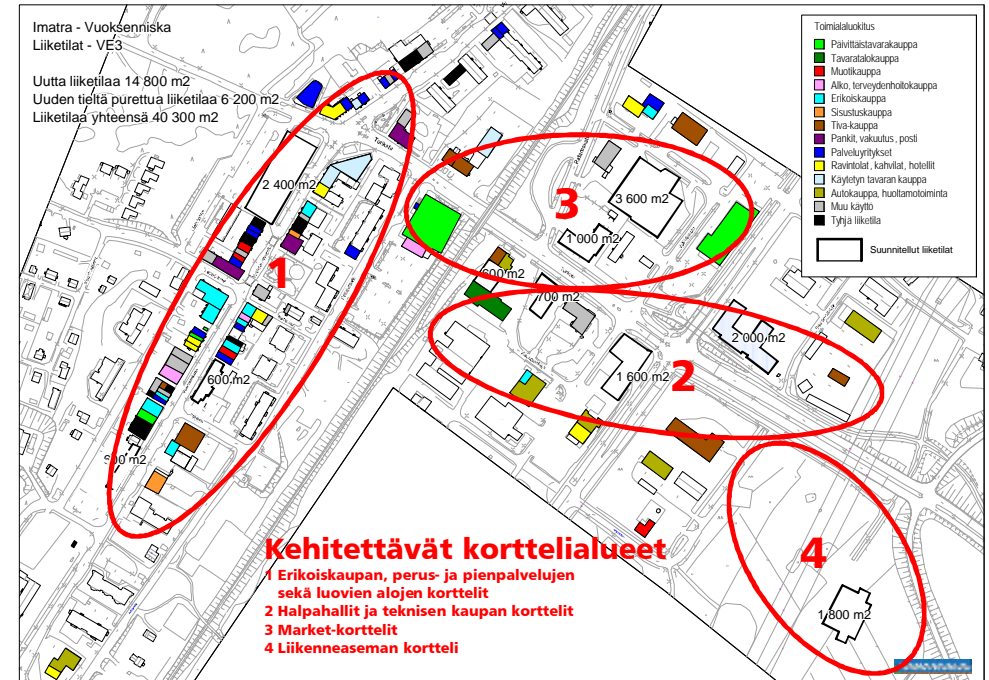 Imatra - Vuoksenniska
Liiketilat - VE3
Uutta liiketilaa 14 800 m2
Uuden tieltä purettua liiketilaa 6 200 m2
Liiketilaa yhteensä 40 300 m2
Toimialaluokitus
Päivittäistavarakauppa
Tavaratalokauppa
Muotikauppa
Alko, terveydenhoitokauppa
Erikoiskauppa
Sisustuskauppa
Tiva-kauppa
Pankit, vakuutus, posti
Palveluyritykset
Ravintolat, kahvilat, hotellit
Käytetyn tavaran kauppa
Autokauppa, huoltamotoiminta
Muu käyttö
Tyhjä liiketila
Suunnitellut liiketilat
2 400 m2
3
3 600 m2
1 000 m2
1
600 m2
700 m2
2 000 m2
600 m2
1 600 m2
2
m2
4
1 800 m2
Kehitettävät korttelialueet
1 Erikoiskaupan, perus- ja pienpalvelujen
sekä luovien alojen korttelit
2 Halpahallit ja teknisen kaupan korttelit
3 Market-korttelit
4 Liikenneaseman kortteli